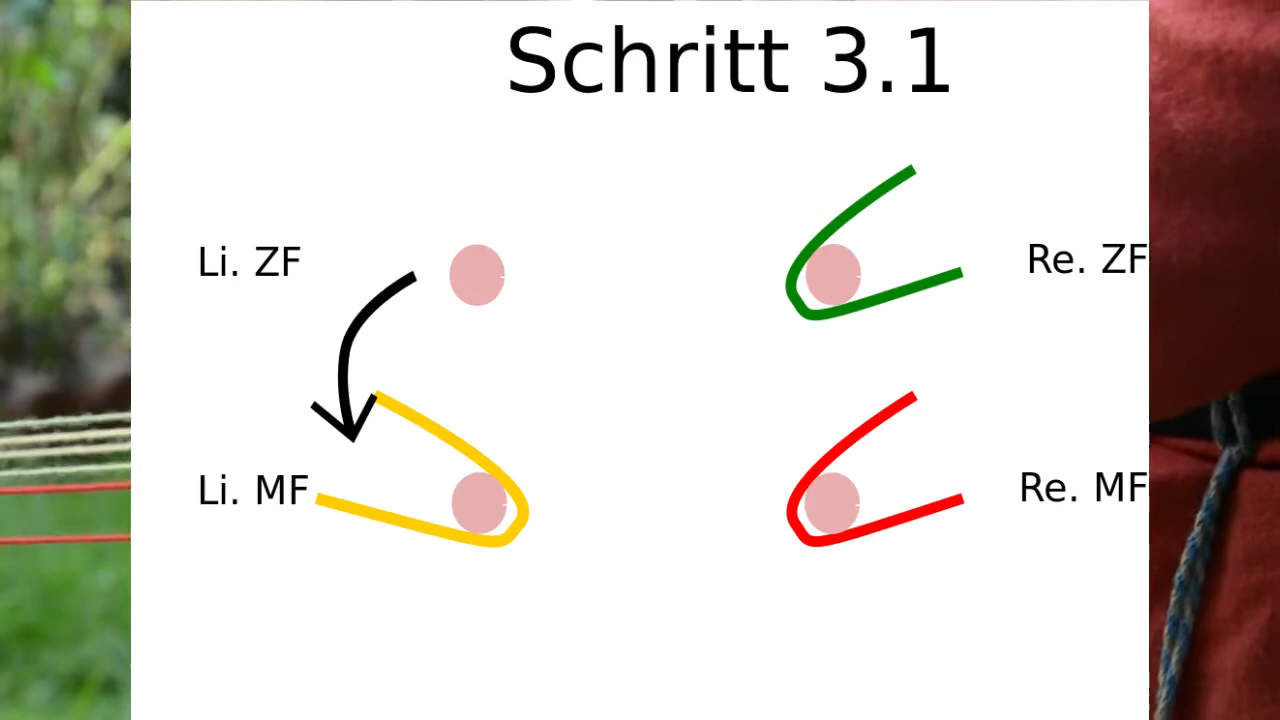 Schritt 3.1
Li. ZF
Re. ZF
Li. MF
Re. MF